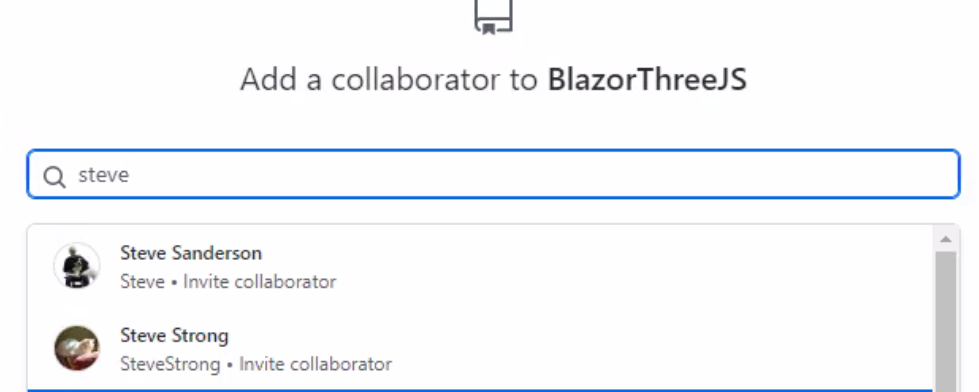 Add a collaborator to BlazorThreeJS
steve
Steve Sanderson
Steve • Invite collaborator
Steve Strong
SteveStrong • Invite collaborator